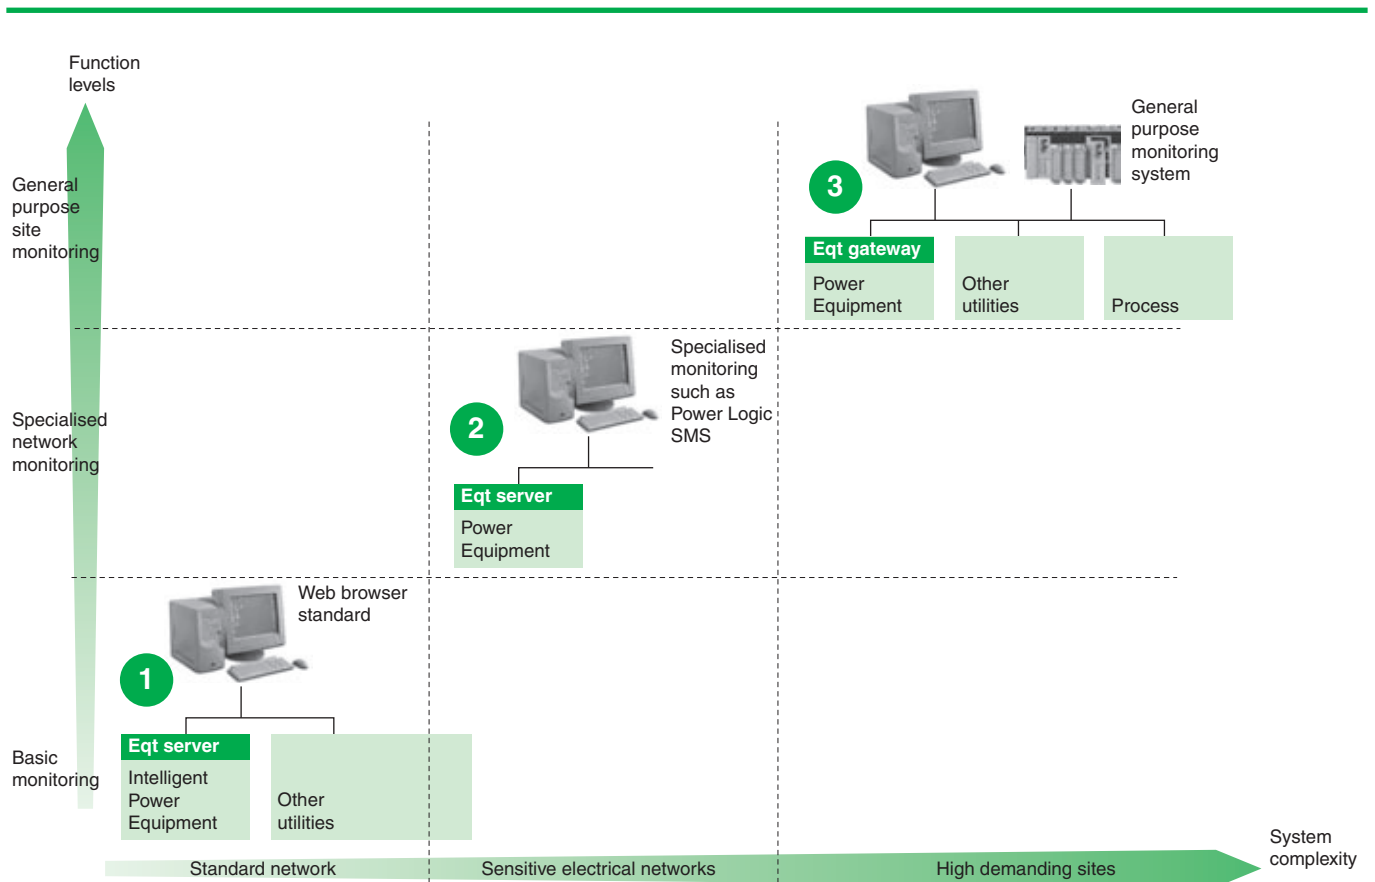 Function
levels
General
purpose
site
monitoring
3
General
purpose
monitoring
system
Eqt gateway
Power
Equipment
Other
utilities
Process
Specialised
network
monitoring
2
Specialised
monitoring
such as
Power Logic
SMS
Eqt server
Power
Equipment
Basic
monitoring
1
Web browser
standard
Eqt server
Intelligent
Power
Equipment
Other
utilities
Standard network
Sensitive electrical networks
High demanding sites
System
complexity